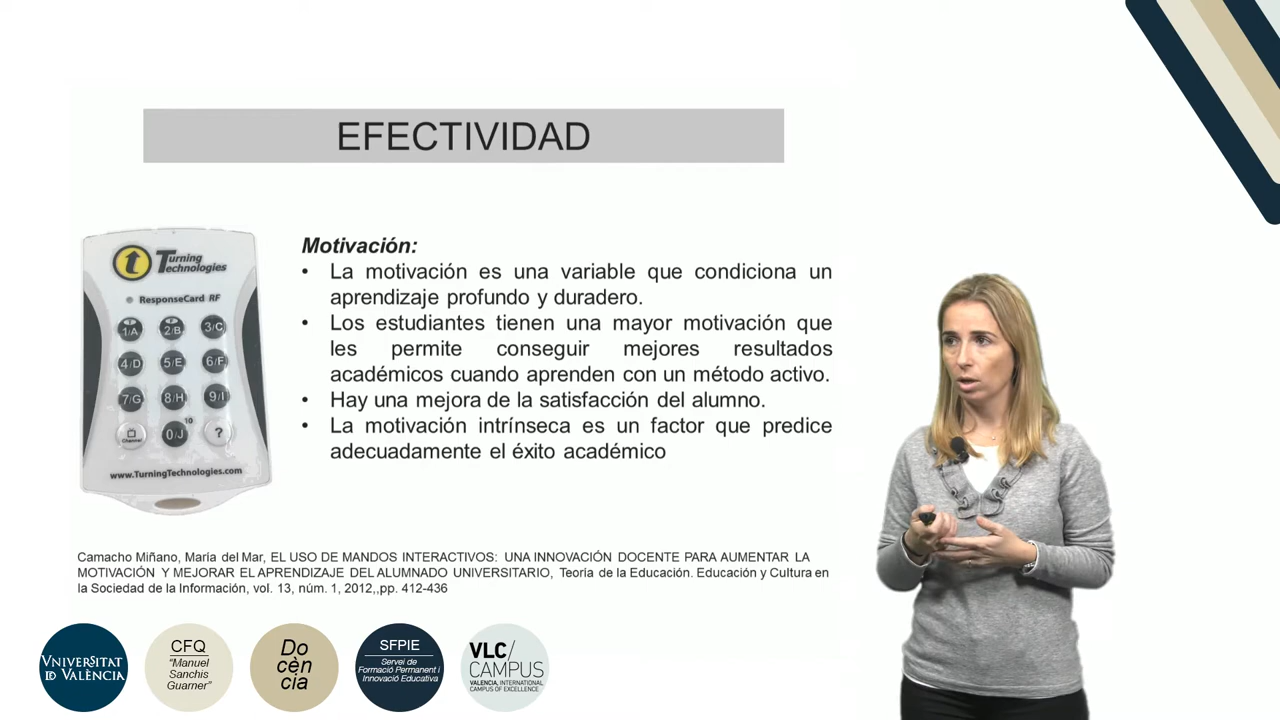 EFECTIVIDAD
Turning
Technologies
ResponseCard RF
1/A 2/B 3/C
4/D 5/E 6/F
7/G 8/H 9/I
10
Channel 0/J ?
www.TurningTechnologies.com
Motivación:
• La motivación es una variable que condiciona un
aprendizaje profundo y duradero.
• Los estudiantes tienen una mayor motivación que
les permite conseguir mejores resultados
académicos cuando aprenden con un método activo.
• Hay una mejora de la satisfacción del alumno.
• La motivación intrínseca es un factor que predice
adecuadamente el éxito académico
Camacho Miñano, María del Mar, EL USO DE MANDOS INTERACTIVOS: UNA INNOVACIÓN DOCENTE PARA AUMENTAR LA
MOTIVACIÓN Y MEJORAR EL APRENDIZAJE DEL ALUMNADO UNIVERSITARIO, Teoría de la Educación. Educación y Cultura en
la Sociedad de la Información, vol. 13, núm. 1, 2012,,pp. 412-436
VNIVERSITAT
ID VALÈNCIA
CFQ
"Manuel
Sanchis
Guarner"
Do
cèn
cia
SFPIE
Servei de
Formació Permanent i
Innovació Educativa
VLC/
CAMPUS
VALENCIA, INTERNATIONAL
CAMPUS OF EXCELLENCE